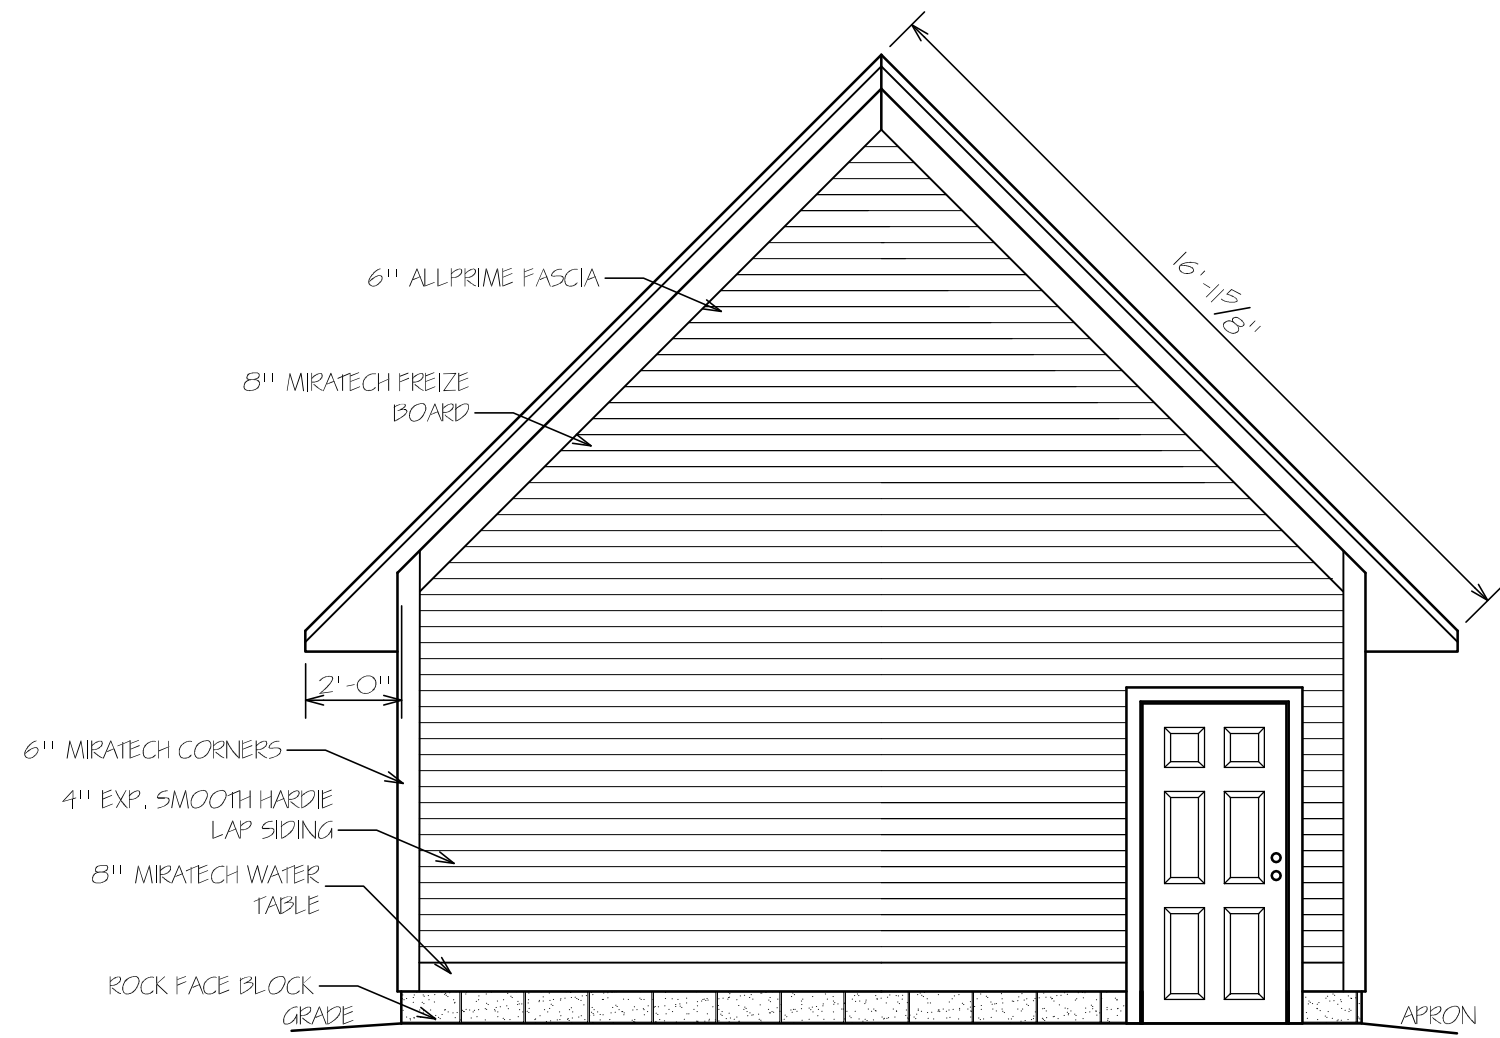 16'-11 5/8"
6" ALLPRIME FASCIA
8" MIRATECH FREIZE
BOARD
2'-0"
6" MIRATECH CORNERS
4" EXP. SMOOTH HARDIE
LAP SIDING
8" MIRATECH WATER
TABLE
ROCK FACE BLOCK
GRADE
APRON